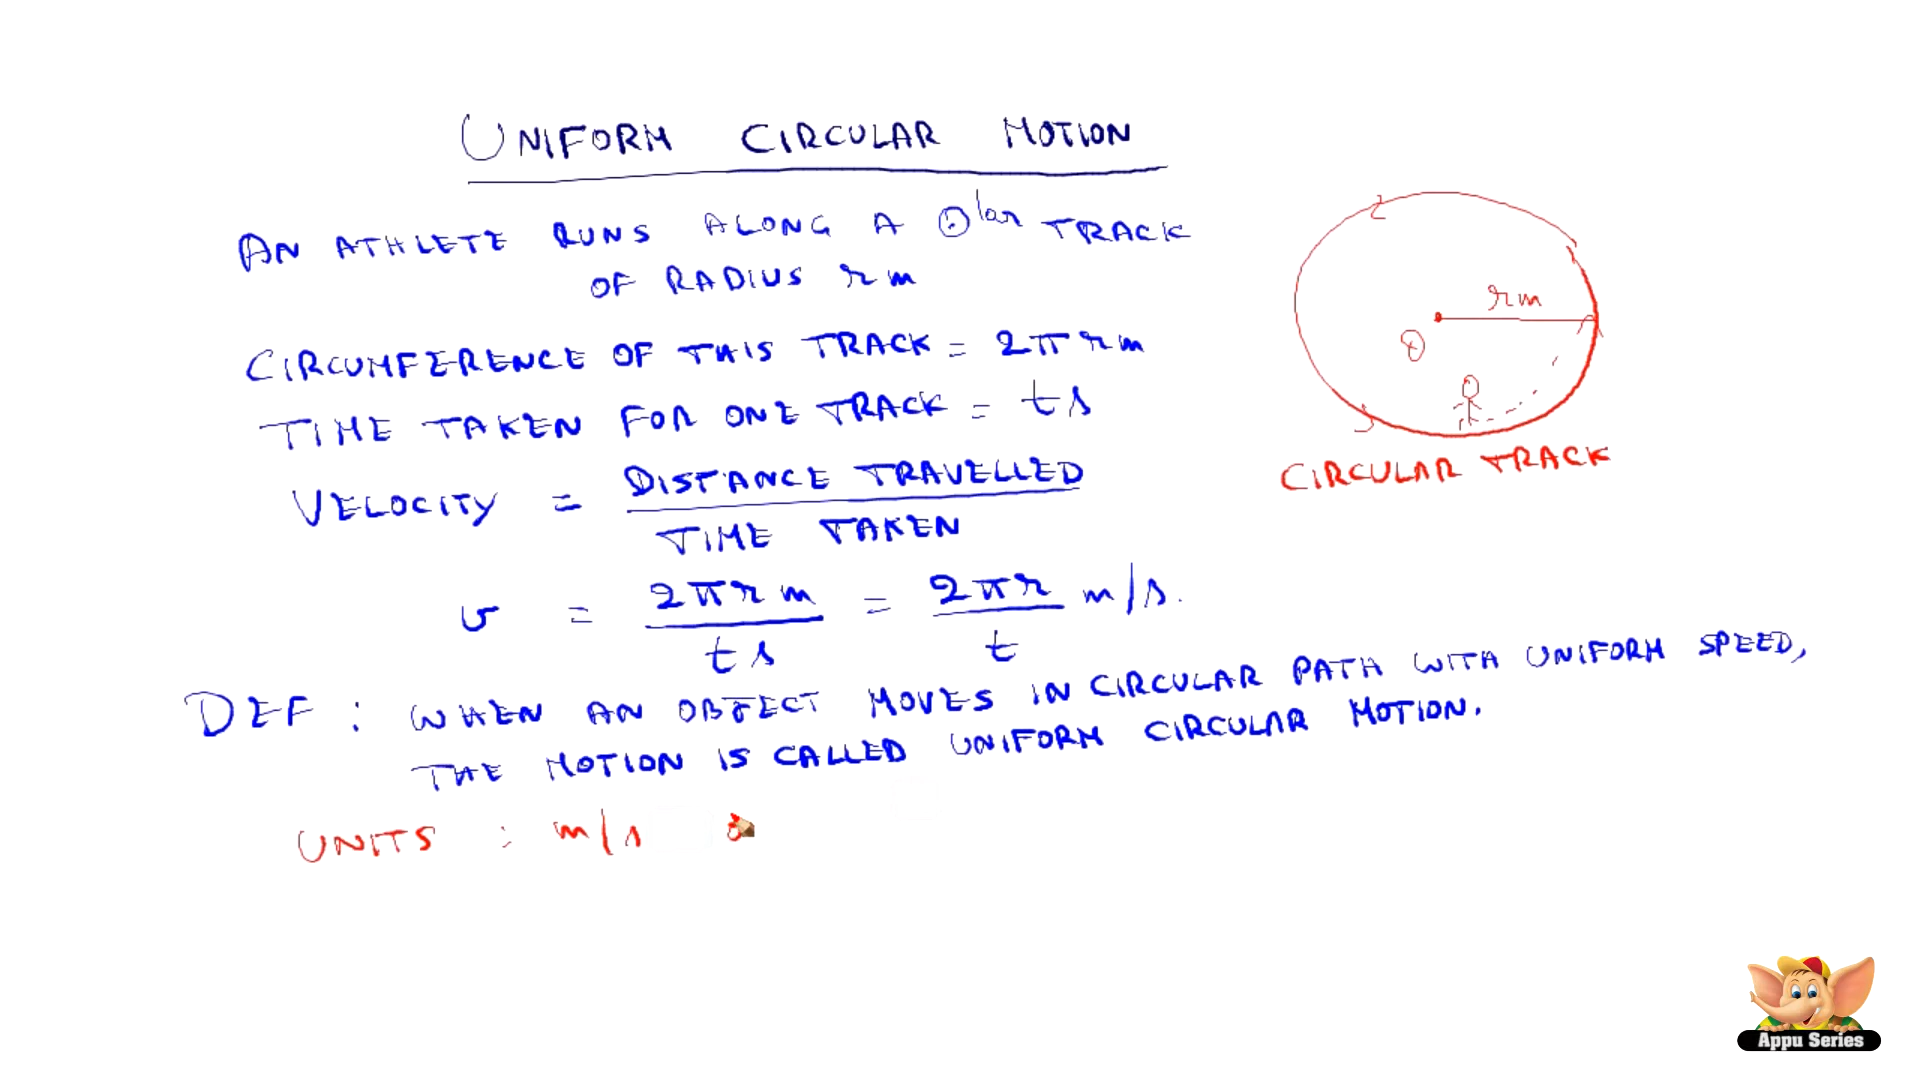 UNIFORM CIRCULAR MOTION
AN ATHLETE RUNS ALONG A ⊙lar TRACK
OF RADIUS r m
CIRCUMFERENCE OF THIS TRACK = 2πr m
TIME TAKEN FOR ONE TRACK = t s
VELOCITY = DISTANCE TRAVELLED
TIME TAKEN
v = 2πr m / t s = 2πr / t m/s.
DEF : WHEN AN OBJECT MOVES IN CIRCULAR PATH WITH UNIFORM SPEED,
THE MOTION IS CALLED UNIFORM CIRCULAR MOTION.
UNITS : m/s
r m
O
CIRCULAR TRACK
Appu Series